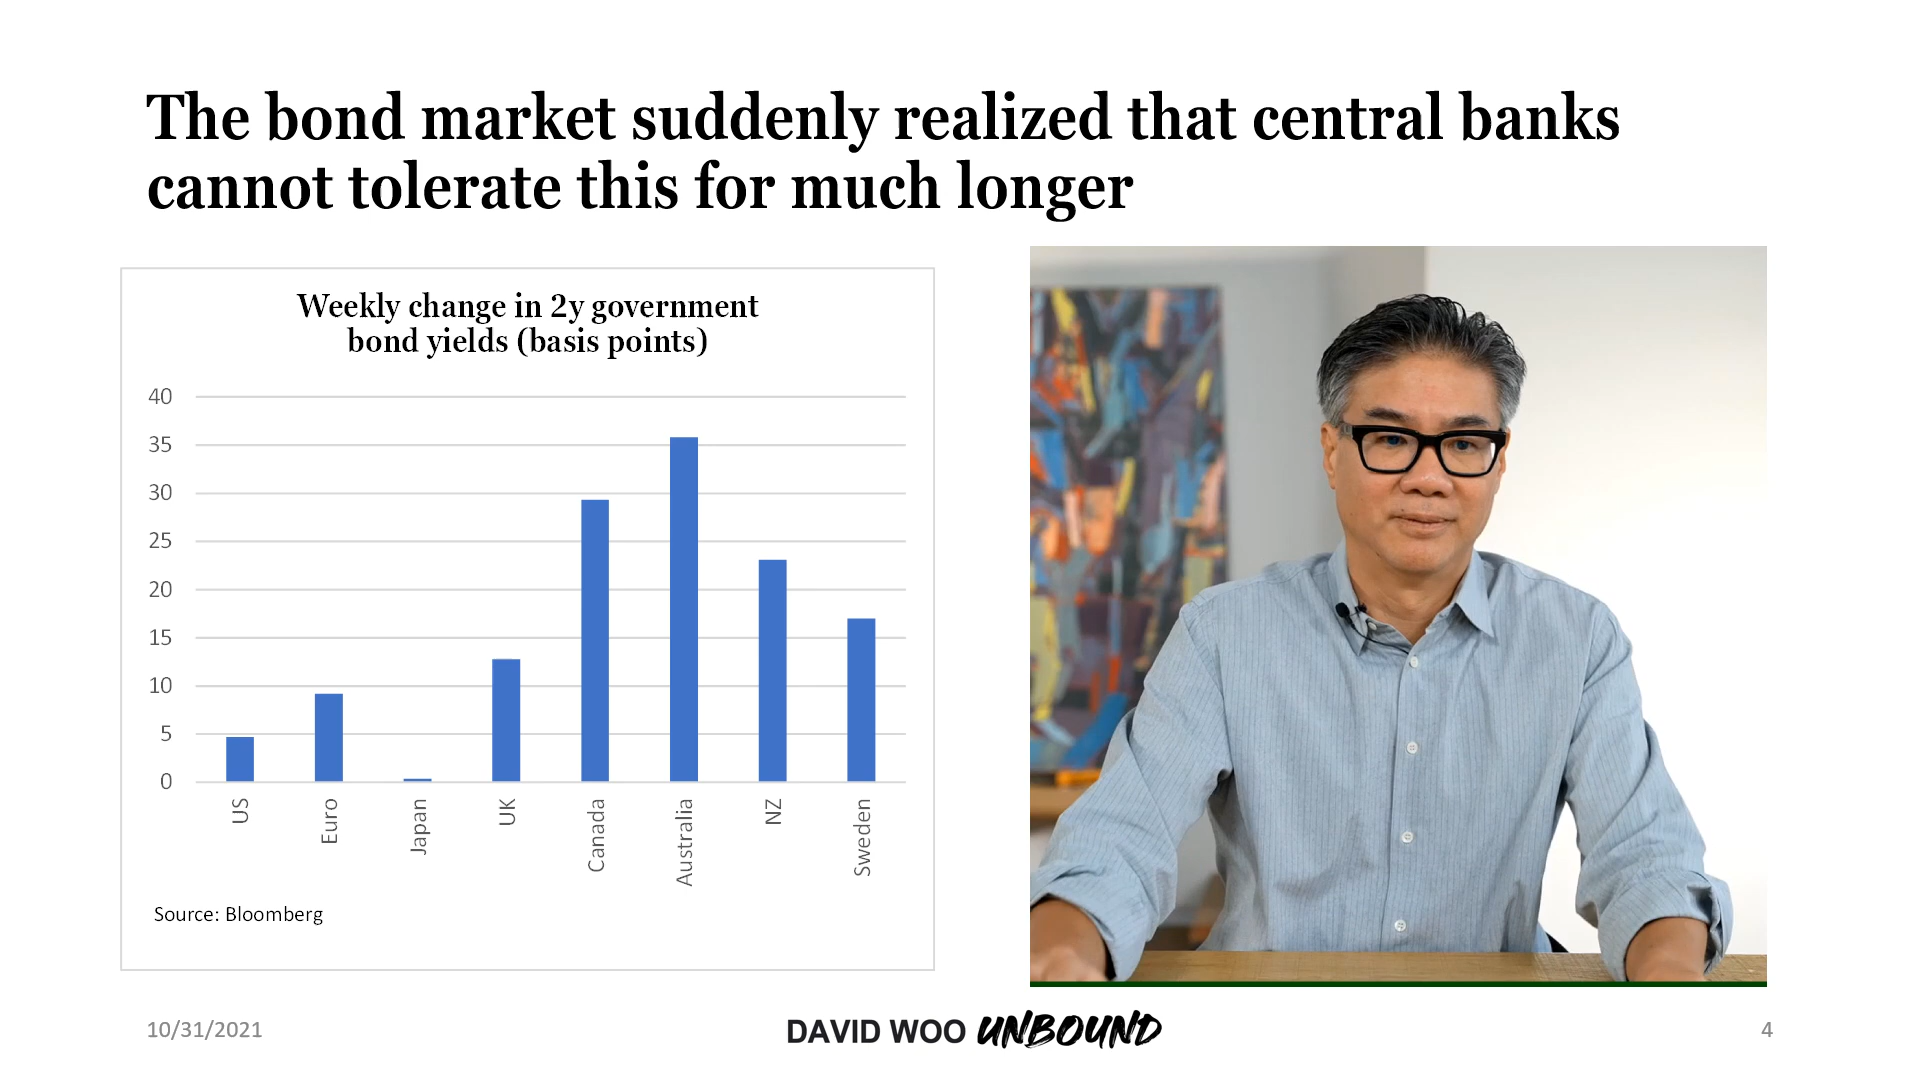 The bond market suddenly realized that central banks
cannot tolerate this for much longer
Weekly change in 2y government
bond yields (basis points)
40
35
30
25
20
15
10
5
0
US
Euro
Japan
UK
Canada
Australia
NZ
Sweden
Source: Bloomberg
10/31/2021
DAVID WOO UNBOUND
4